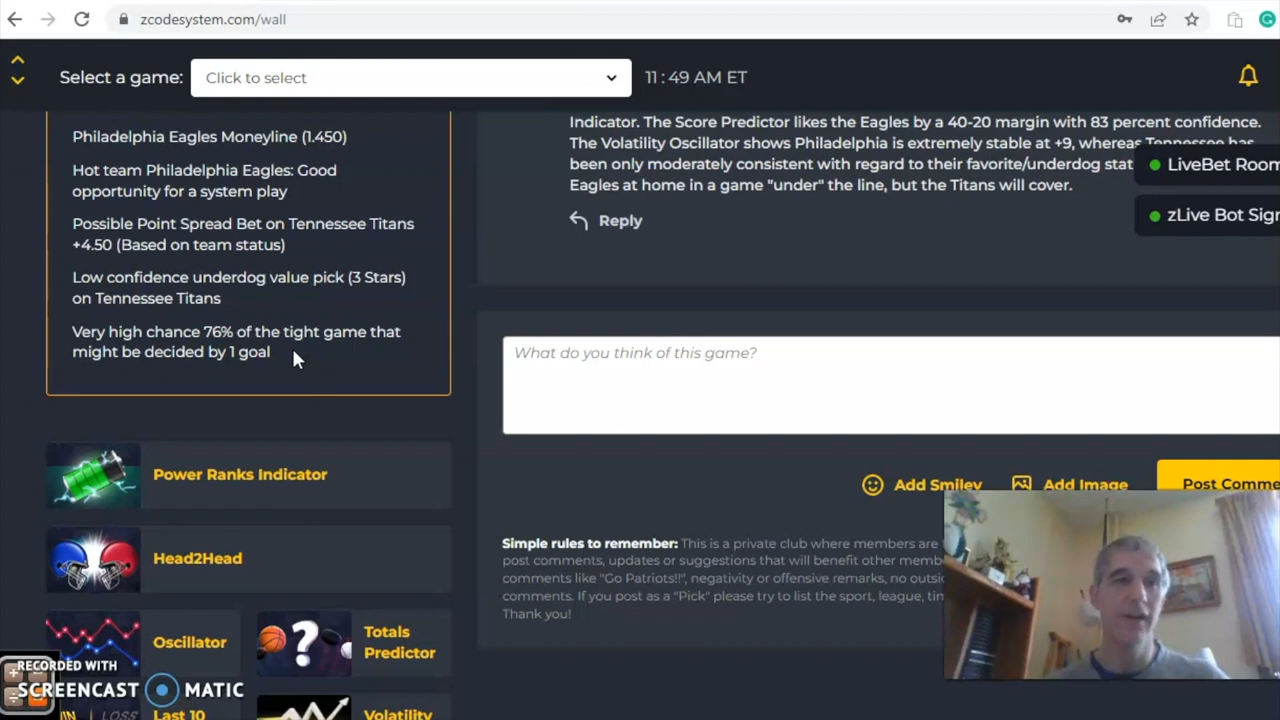 zcodesystem.com/wall
Select a game:
Click to select
11 : 49 AM ET
Philadelphia Eagles Moneyline (1.450)
Hot team Philadelphia Eagles: Good
opportunity for a system play
Possible Point Spread Bet on Tennessee Titans
+4.50 (Based on team status)
Low confidence underdog value pick (3 Stars)
on Tennessee Titans
Very high chance 76% of the tight game that
might be decided by 1 goal
Power Ranks Indicator
Head2Head
Oscillator
Totals
Predictor
Last 10
Volatility
WIN LOSS
RECORDED WITH
SCREENCAST MATIC
Indicator. The Score Predictor likes the Eagles by a 40-20 margin with 83 percent confidence.
The Volatility Oscillator shows Philadelphia is extremely stable at +9, whereas Tennessee has
been only moderately consistent with regard to their favorite/underdog stat
Eagles at home in a game "under" the line, but the Titans will cover.
LiveBet Room
zLive Bot Sig
Reply
What do you think of this game?
Add Smiley
Add Image
Post Comme
Simple rules to remember: This is a private club where members are
post comments, updates or suggestions that will benefit other memb
comments like "Go Patriots!!", negativity or offensive remarks, no outsi
comments. If you post as a "Pick" please try to list the sport, league, tim
Thank you!